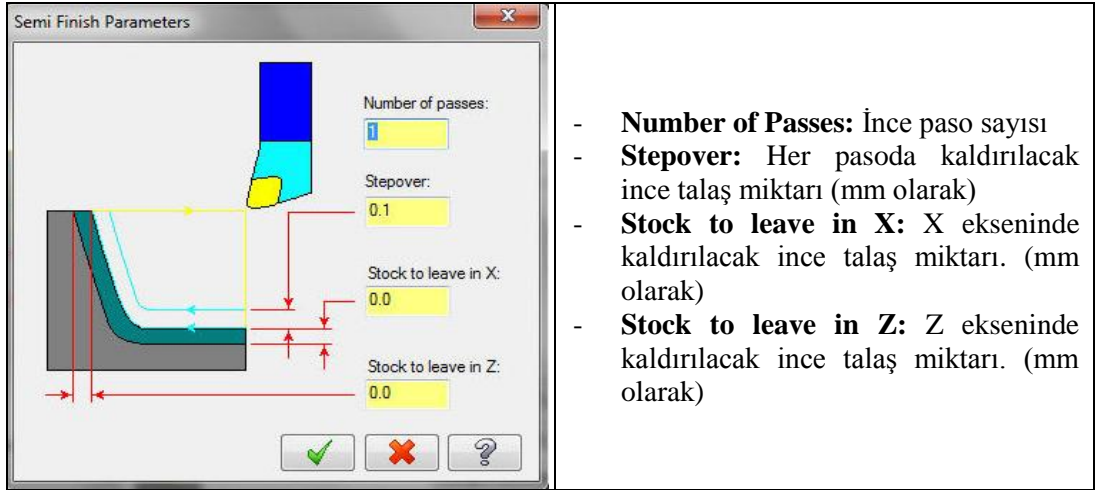 Semi Finish Parameters
Number of passes:
1
Stepover:
0.1
Stock to leave in X:
0.0
Stock to leave in Z:
0.0
- Number of Passes: İnce paso sayısı
- Stepover: Her pasoda kaldırılacak
ince talaş miktarı (mm olarak)
- Stock to leave in X: X ekseninde
kaldırılacak ince talaş miktarı. (mm
olarak)
- Stock to leave in Z: Z ekseninde
kaldırılacak ince talaş miktarı. (mm
olarak)